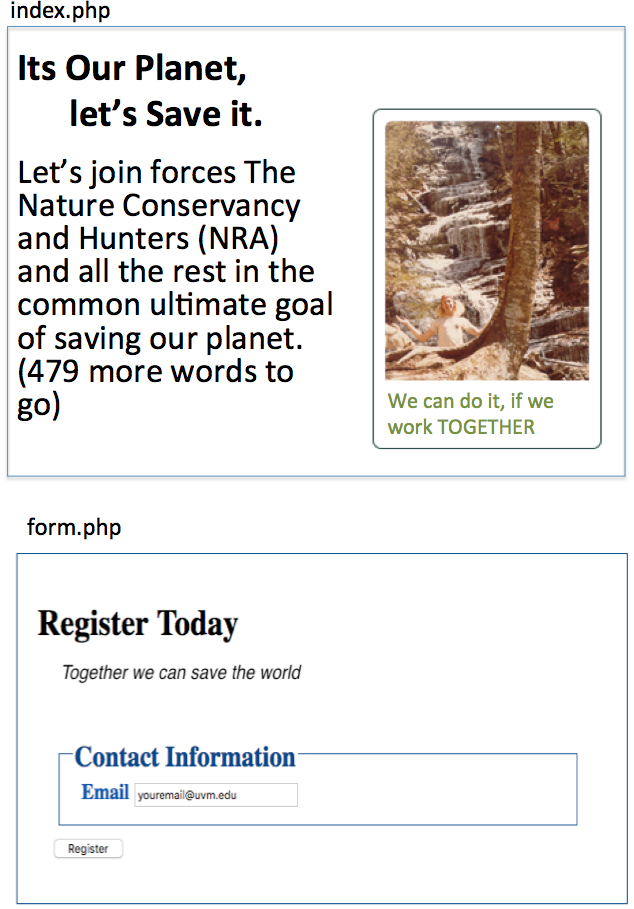 index.php
Its Our Planet,
let's Save it.
Let's join forces The
Nature Conservancy
and Hunters (NRA)
and all the rest in the
common ultimate goal
of saving our planet.
(479 more words to
go)
We can do it, if we
work TOGETHER
form.php
Register Today
Together we can save the world
Contact Information
Email youremail@uvm.edu
Register